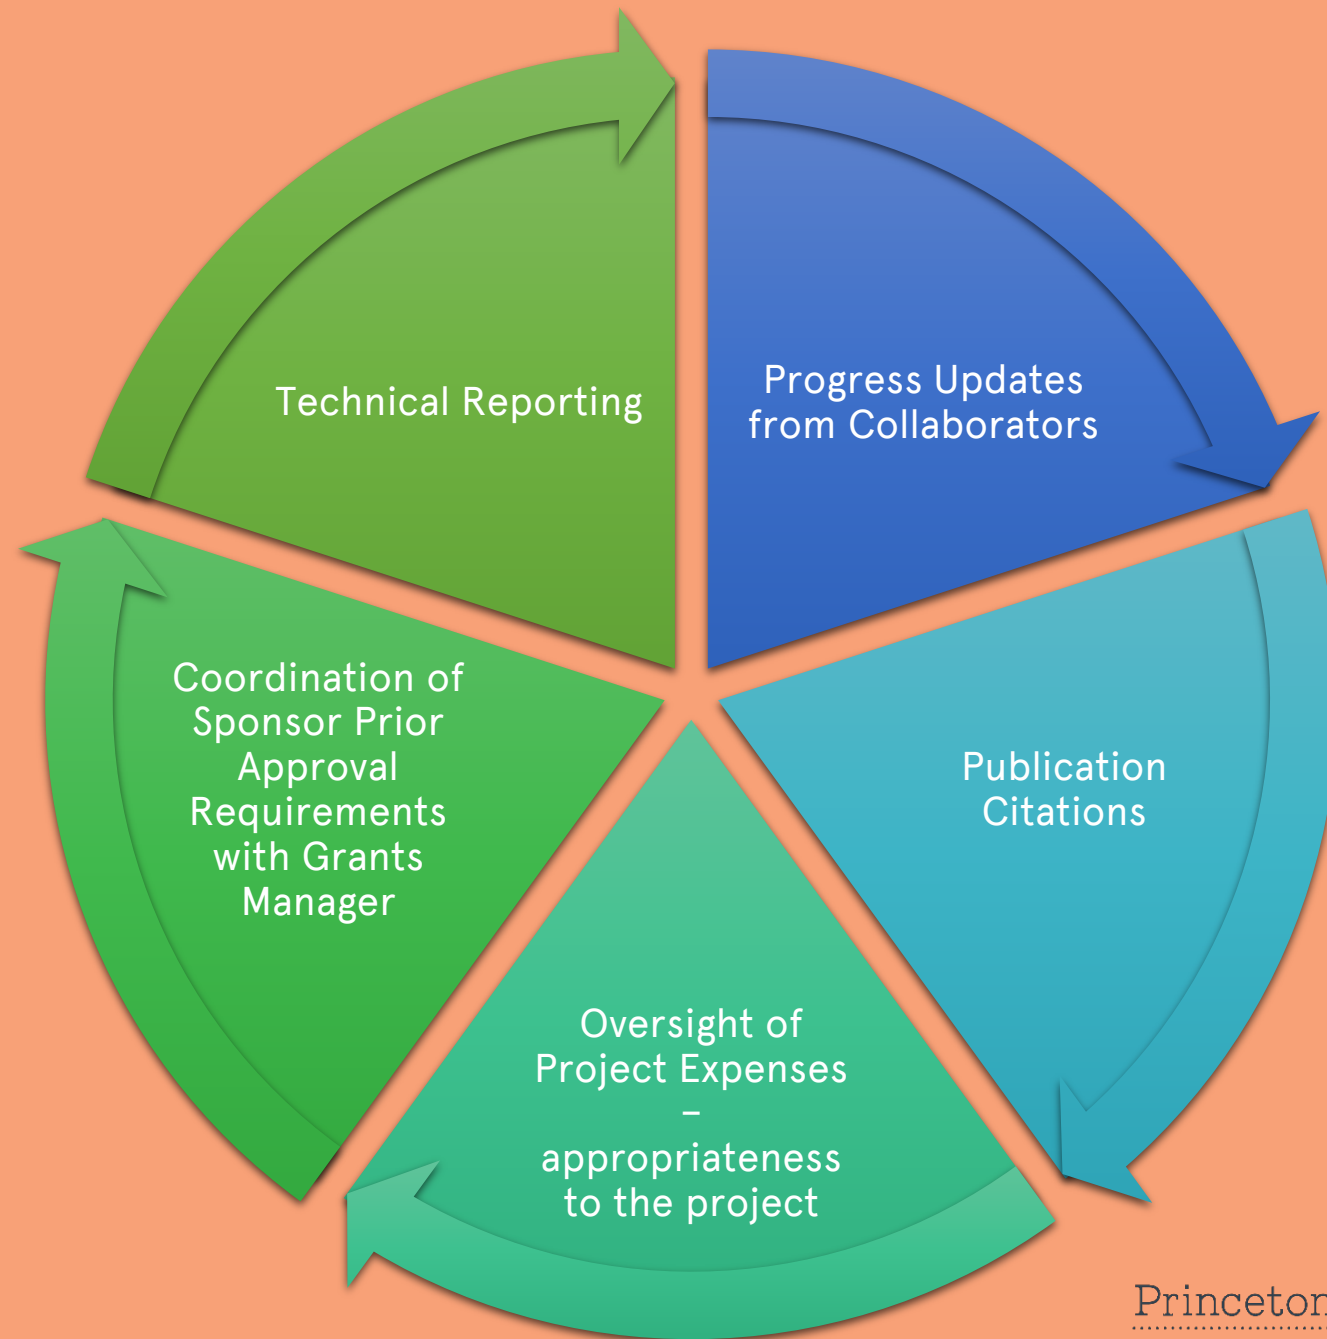 Technical Reporting
Progress Updates
from Collaborators
Coordination of
Sponsor Prior
Approval
Requirements
with Grants
Manager
Publication
Citations
Oversight of
Project Expenses
–
appropriateness
to the project
Princeton